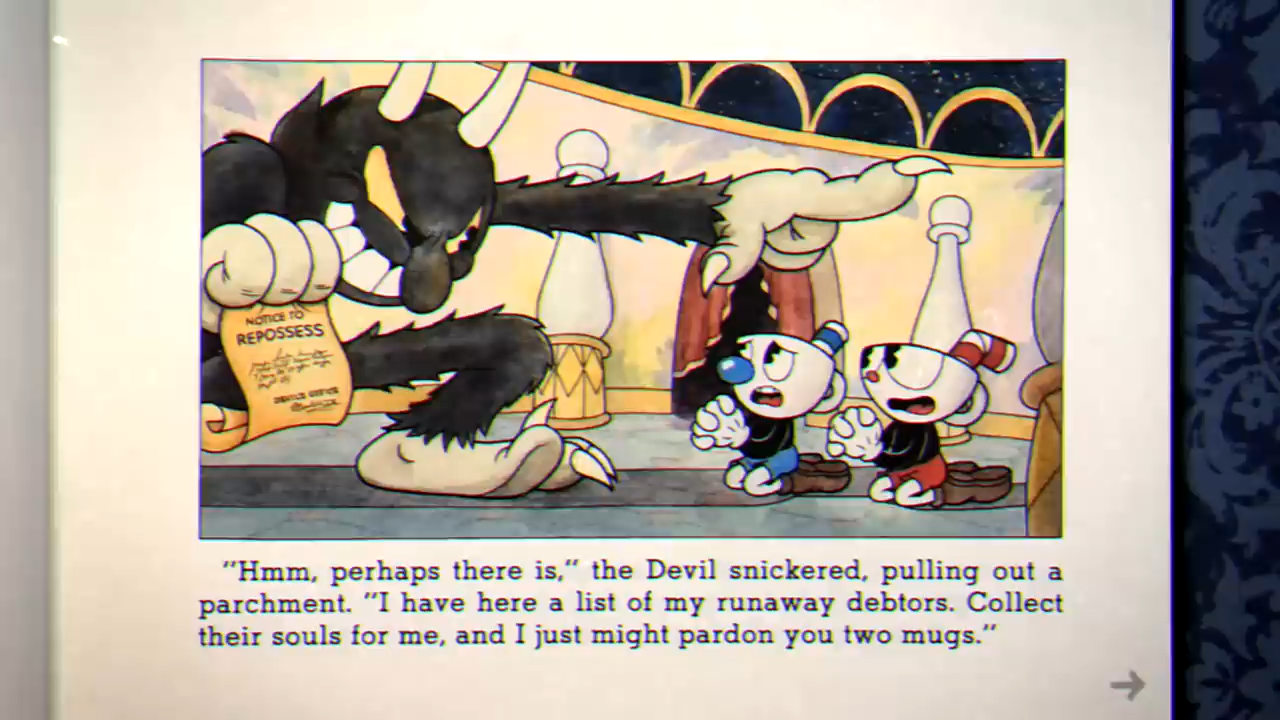 NOTICE TO
REPOSSESS
“Hmm, perhaps there is,“ the Devil snickered, pulling out a
parchment. “I have here a list of my runaway debtors. Collect
their souls for me, and I just might pardon you two mugs.”